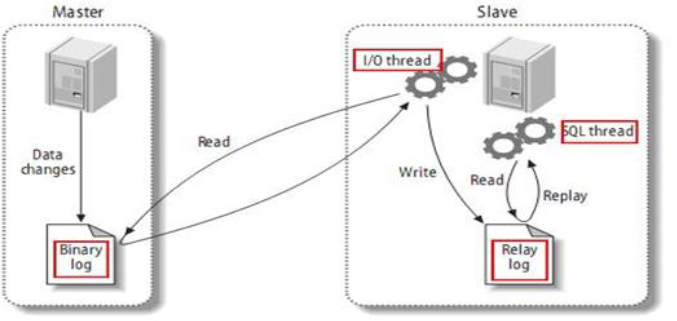 Master
Slave
I/O thread
SQL thread
Data
changes
Read
Write
Read
Replay
Binary
log
Relay
log